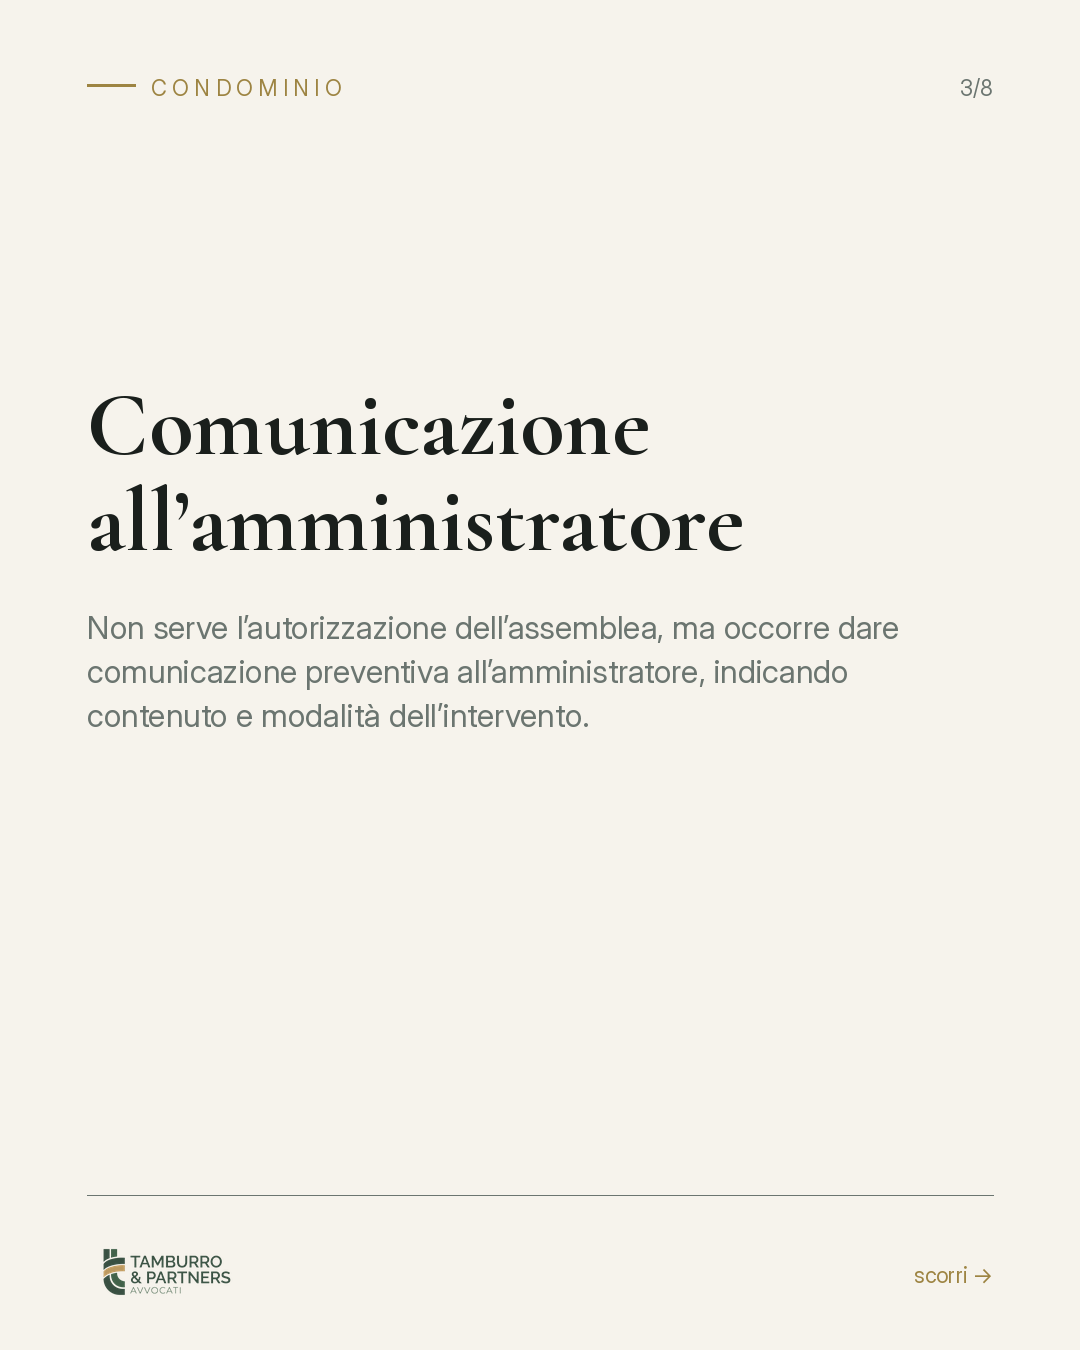 CONDOMINIO
3/8
Comunicazione
all’amministratore
Non serve l’autorizzazione dell’assemblea, ma occorre dare
comunicazione preventiva all’amministratore, indicando
contenuto e modalità dell’intervento.
TAMBURRO
& PARTNERS
AVVOCATI
scorri →